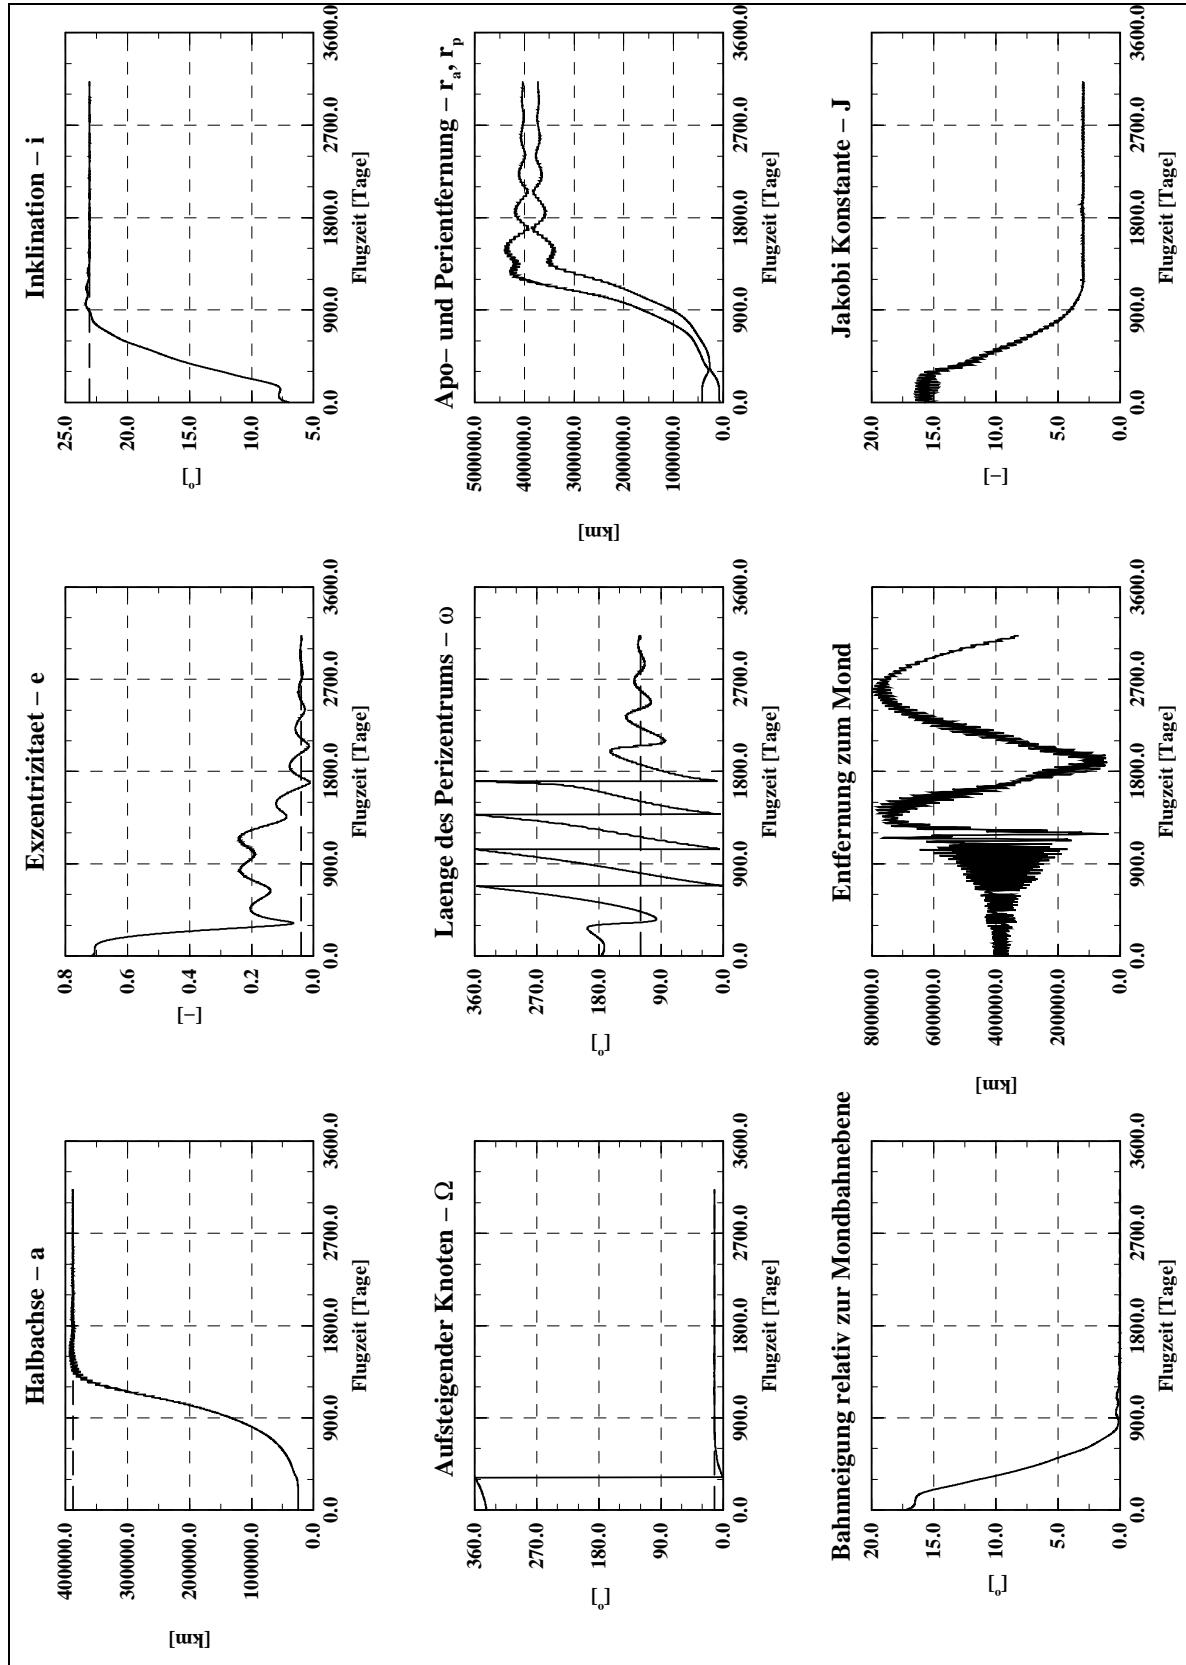 Halbachse – a
400000.0
300000.0
200000.0
100000.0
0.0
[km]
0.0 900.0 1800.0 2700.0 3600.0
Flugzeit [Tage]
Exzentrizitaet – e
0.8
0.6
0.4
0.2
0.0
[–]
0.0 900.0 1800.0 2700.0 3600.0
Flugzeit [Tage]
Inklination – i
25.0
20.0
15.0
10.0
5.0
[°]
0.0 900.0 1800.0 2700.0 3600.0
Flugzeit [Tage]
Aufsteigender Knoten – Ω
360.0
270.0
180.0
90.0
0.0
[°]
0.0 900.0 1800.0 2700.0 3600.0
Flugzeit [Tage]
Laenge des Perizentrums – ω
360.0
270.0
180.0
90.0
0.0
[°]
0.0 900.0 1800.0 2700.0 3600.0
Flugzeit [Tage]
Apo– und Perientfernung – rₐ, rₚ
500000.0
400000.0
300000.0
200000.0
100000.0
0.0
[km]
0.0 900.0 1800.0 2700.0 3600.0
Flugzeit [Tage]
Bahnneigung relativ zur Mondbahnebene
20.0
15.0
10.0
5.0
0.0
[°]
0.0 900.0 1800.0 2700.0 3600.0
Flugzeit [Tage]
Entfernung zum Mond
800000.0
600000.0
400000.0
200000.0
0.0
[km]
0.0 900.0 1800.0 2700.0 3600.0
Flugzeit [Tage]
Jakobi Konstante – J
20.0
15.0
10.0
5.0
0.0
[–]
0.0 900.0 1800.0 2700.0 3600.0
Flugzeit [Tage]